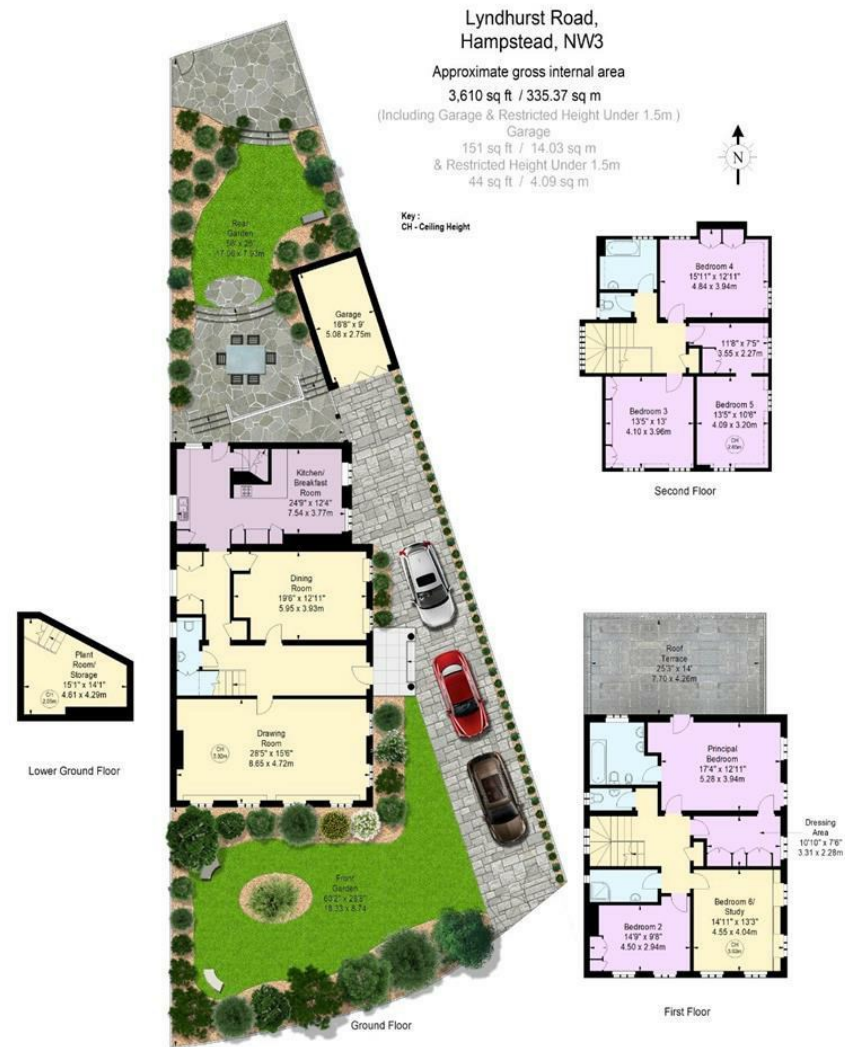 Lyndhurst Road,
Hampstead, NW3
Approximate gross internal area
3,610 sq ft / 335.37 sq m
(Including Garage & Restricted Height Under 1.5m )
Garage
151 sq ft / 14.03 sq m
& Restricted Height Under 1.5m
44 sq ft / 4.09 sq m
N
Key :
CH - Ceiling Height
Rear
Garden
17.06 x 7.93m
Garage
16'8" x 9'
5.08 x 2.75m
Kitchen/
Breakfast
Room
24'9" x 12'4"
7.54 x 3.77m
Dining
Room
19'6" x 12'11"
5.95 x 3.93m
Drawing
Room
28'5" x 15'6"
8.65 x 4.72m
CH
Front
Garden
Ground Floor
Plant
Room/
Storage
15'1" x 14'1"
4.61 x 4.29m
CH
Lower Ground Floor
Bedroom 4
15'11" x 12'11"
4.84 x 3.94m
11'8" x 7'5"
3.55 x 2.27m
Bedroom 3
13'5" x 13'
4.10 x 3.96m
Bedroom 5
13'5" x 10'6"
4.09 x 3.20m
CH
Second Floor
Roof
Terrace
25'3" x 14'
7.70 x 4.26m
Principal
Bedroom
17'4" x 12'11"
5.28 x 3.94m
Dressing
Area
10'10" x 7'6"
3.31 x 2.28m
Bedroom 2
14'9" x 9'8"
4.50 x 2.94m
Bedroom 6/
Study
14'11" x 13'3"
4.55 x 4.04m
CH
First Floor